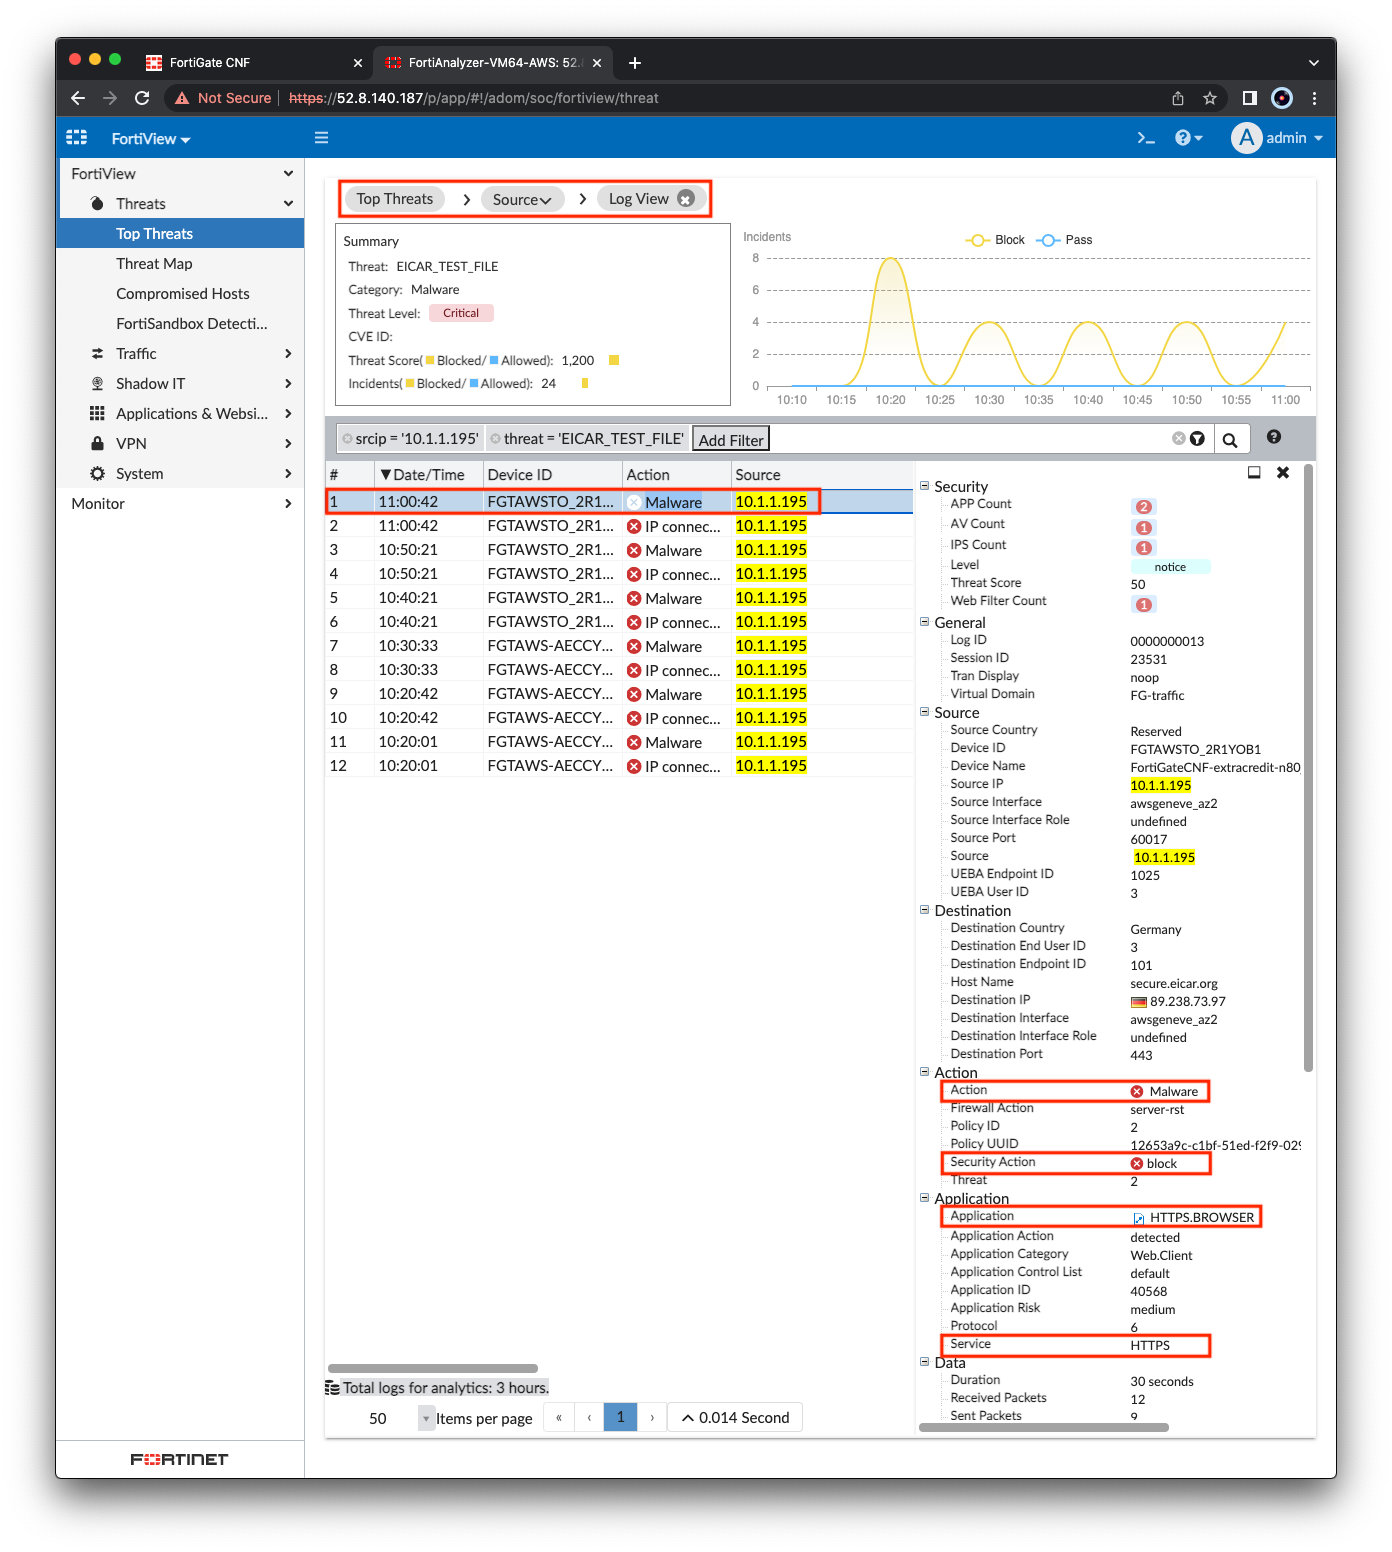 FortiGate CNF
FortiAnalyzer-VM64-AWS: 52.8
Not Secure https://52.8.140.187/p/app/#!/adom/soc/fortiview/threat
FortiView
A admin
FortiView
Threats
Top Threats
Threat Map
Compromised Hosts
FortiSandbox Detecti...
Traffic
Shadow IT
Applications & Websi...
VPN
System
Monitor
FORTINET
Top Threats > Source > Log View
Summary
Threat: EICAR_TEST_FILE
Category: Malware
Threat Level: Critical
CVE ID:
Threat Score( Blocked/ Allowed): 1,200
Incidents( Blocked/ Allowed): 24
Incidents
Block Pass
8
6
4
2
0
10:10 10:15 10:20 10:25 10:30 10:35 10:40 10:45 10:50 10:55 11:00
srcip = '10.1.1.195' threat = 'EICAR_TEST_FILE' Add Filter
# ▼Date/Time Device ID Action Source
1 11:00:42 FGTAWSTO_2R1... Malware 10.1.1.195
2 11:00:42 FGTAWSTO_2R1... IP connec... 10.1.1.195
3 10:50:21 FGTAWSTO_2R1... Malware 10.1.1.195
4 10:50:21 FGTAWSTO_2R1... IP connec... 10.1.1.195
5 10:40:21 FGTAWSTO_2R1... Malware 10.1.1.195
6 10:40:21 FGTAWSTO_2R1... IP connec... 10.1.1.195
7 10:30:33 FGTAWS-AECCY... Malware 10.1.1.195
8 10:30:33 FGTAWS-AECCY... IP connec... 10.1.1.195
9 10:20:42 FGTAWS-AECCY... Malware 10.1.1.195
10 10:20:42 FGTAWS-AECCY... IP connec... 10.1.1.195
11 10:20:01 FGTAWS-AECCY... Malware 10.1.1.195
12 10:20:01 FGTAWS-AECCY... IP connec... 10.1.1.195
Total logs for analytics: 3 hours.
50 Items per page « ‹ 1 › 0.014 Second
Security
APP Count 2
AV Count 1
IPS Count 1
Level notice
Threat Score 50
Web Filter Count 1
General
Log ID 0000000013
Session ID 23531
Tran Display noop
Virtual Domain FG-traffic
Source
Source Country Reserved
Device ID FGTAWSTO_2R1YOB1
Device Name FortiGateCNF-extracredit-n80
Source IP 10.1.1.195
Source Interface awsgeneve_az2
Source Interface Role undefined
Source Port 60017
Source 10.1.1.195
UEBA Endpoint ID 1025
UEBA User ID 3
Destination
Destination Country Germany
Destination End User ID 3
Destination Endpoint ID 101
Host Name secure.eicar.org
Destination IP 89.238.73.97
Destination Interface awsgeneve_az2
Destination Interface Role undefined
Destination Port 443
Action
Action Malware
Firewall Action server-rst
Policy ID 2
Policy UUID 12653a9c-c1bf-51ed-f2f9-029
Security Action block
Threat 2
Application
Application HTTPS.BROWSER
Application Action detected
Application Category Web.Client
Application Control List default
Application ID 40568
Application Risk medium
Protocol 6
Service HTTPS
Data
Duration 30 seconds
Received Packets 12
Sent Packets 9